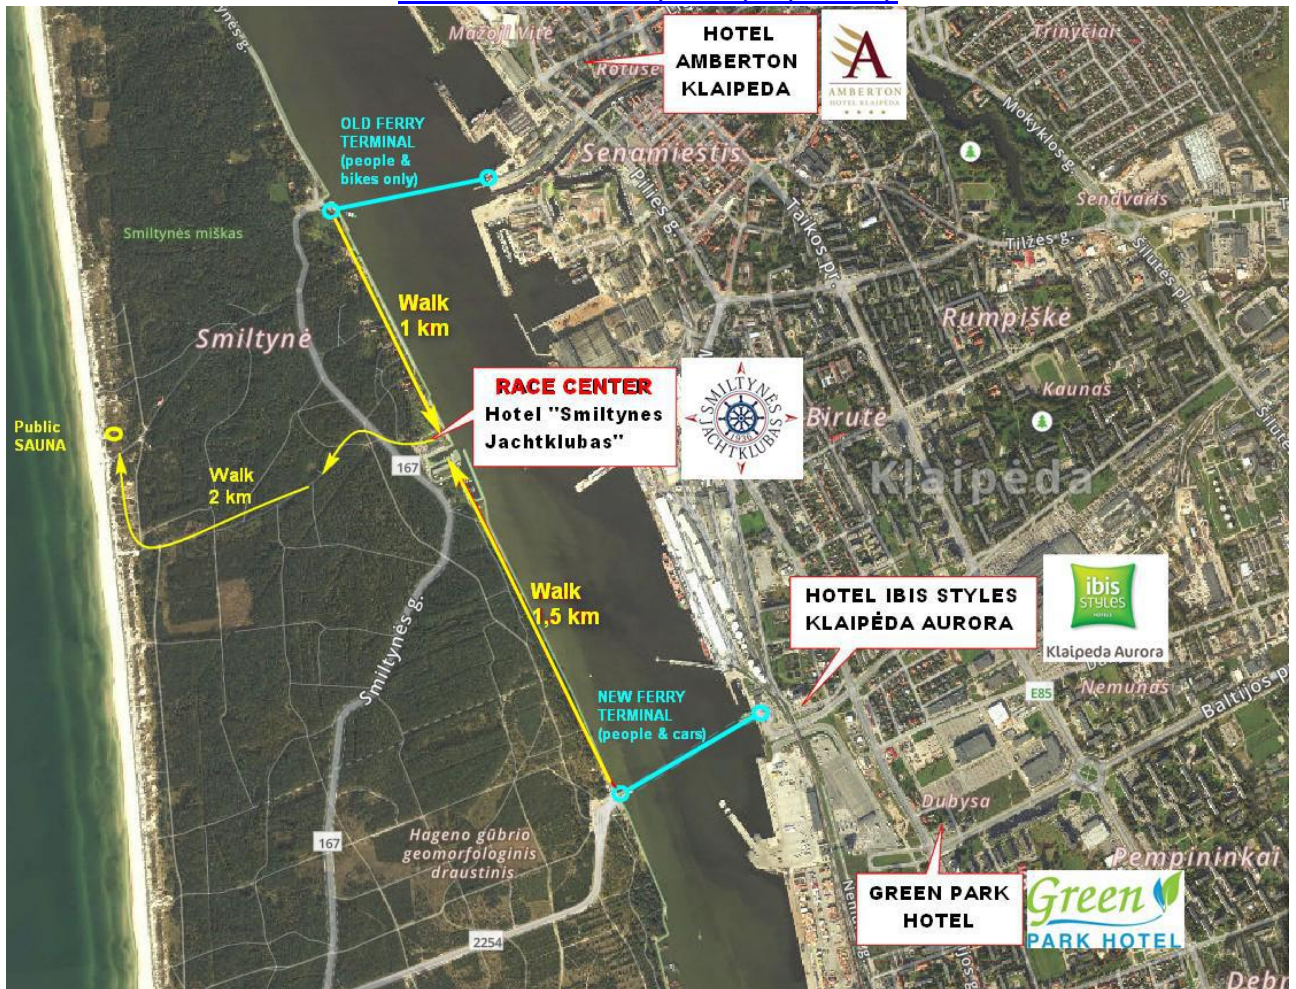 Mažoji Vitė
Rotušė
HOTEL
AMBERTON
KLAIPEDA
A
AMBERTON
HOTEL KLAIPĖDA
Trinyčiai
Mokyklos g.
OLD FERRY
TERMINAL
(people &
bikes only)
Senamiestis
Pilies g.
Taikos pr.
Sendvaris
Tilžės g.
Šilutės pl.
Smiltynės miškas
Walk
1 km
Smiltynė
Rumpiškė
Kaunas
RACE CENTER
Hotel "Smiltynes
Jachtklubas"
SMILTYNĖS
JACHTKLUBAS
1936
Birutė
Public
SAUNA
Walk
2 km
167
Klaipėda
Walk
1,5 km
Smiltynės g.
HOTEL IBIS STYLES
KLAIPĖDA AURORA
ibis
STYLES
HOTELS
Klaipeda Aurora
NEW FERRY
TERMINAL
(people & cars)
E85
Nemunas
Baltijos p
Dubysa
167
Hageno gūbrio
geomorfologinis
draustinis
Pempininkai
GREEN PARK
HOTEL
Green
PARK HOTEL
2254